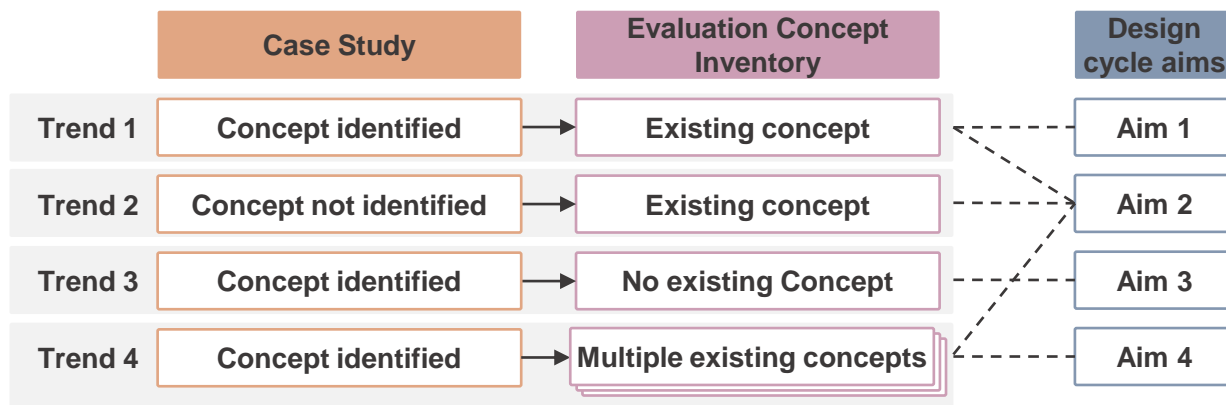 Case Study
Evaluation Concept
Inventory
Design
cycle aims
Trend 1
Concept identified
Existing concept
Aim 1
Trend 2
Concept not identified
Existing concept
Aim 2
Trend 3
Concept identified
No existing Concept
Aim 3
Trend 4
Concept identified
Multiple existing concepts
Aim 4